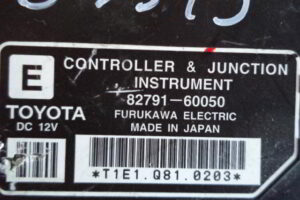 E
CONTROLLER & JUNCTION
INSTRUMENT
82791-60050
TOYOTA
DC 12V
FURUKAWA ELECTRIC
MADE IN JAPAN
*T1E1.Q81.0203*